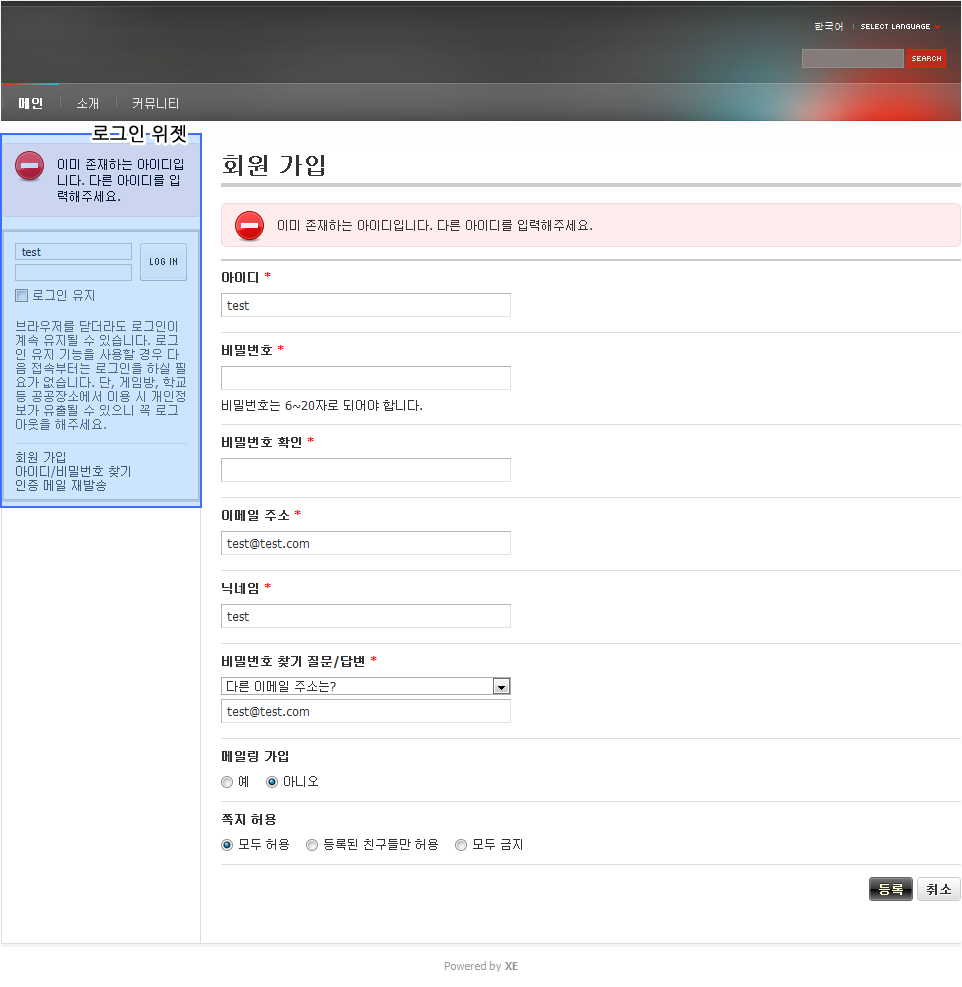 한국어 SELECT LANGUAGE
SEARCH
메인 소개 커뮤니티
로그인 위젯
이미 존재하는 아이디입
니다. 다른 아이디를 입
력해주세요.
test
LOG IN
로그인 유지
브라우저를 닫더라도 로그인이
계속 유지될 수 있습니다. 로그
인 유지 기능을 사용할 경우 다
음 접속부터는 로그인을 하실 필
요가 없습니다. 단, 게임방, 학교
등 공공장소에서 이용 시 개인정
보가 유출될 수 있으니 꼭 로그
아웃을 해주세요.
회원 가입
아이디/비밀번호 찾기
인증 메일 재발송
회원 가입
이미 존재하는 아이디입니다. 다른 아이디를 입력해주세요.
아이디 *
test
비밀번호 *
비밀번호는 6~20자로 되어야 합니다.
비밀번호 확인 *
이메일 주소 *
test@test.com
닉네임 *
test
비밀번호 찾기 질문/답변 *
다른 이메일 주소는?
test@test.com
메일링 가입
예 아니오
쪽지 허용
모두 허용 등록된 친구들만 허용 모두 금지
등록 취소
Powered by XE